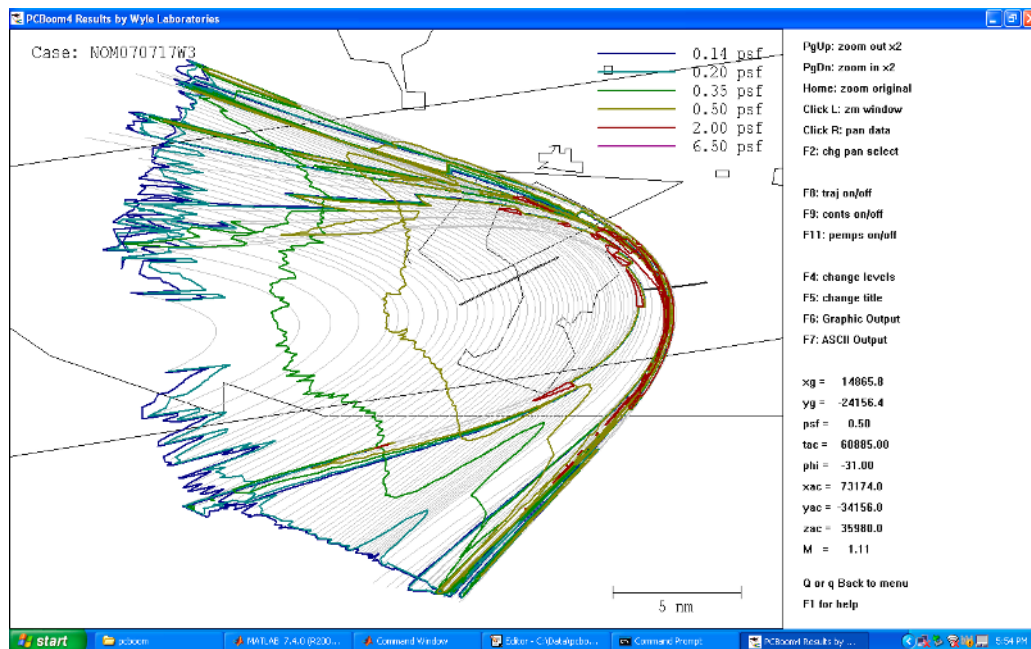 PCBoom4 Results by Wyle Laboratories
Case: NOM070717W3
0.14 psf
0.20 psf
0.35 psf
0.50 psf
2.00 psf
6.50 psf
5 nm
PgUp: zoom out x2
PgDn: zoom in x2
Home: zoom original
Click L: zm window
Click R: pan data
F2: chg pan select
F8: traj on/off
F9: conts on/off
F11: pemps on/off
F4: change levels
F5: change title
F6: Graphic Output
F7: ASCII Output
xg = 14865.8
yg = -24156.4
psf = 0.50
tac = 60885.00
phi = -31.00
xac = 73174.0
yac = -34156.0
zac = 35980.0
M = 1.11
Q or q Back to menu
F1 for help
start
pcboom
MATLAB 7.4.0 (R200...
Command Window
Editor - C:\Data\pcbo...
Command Prompt
PCBoom4 Results by ...
5:54 PM